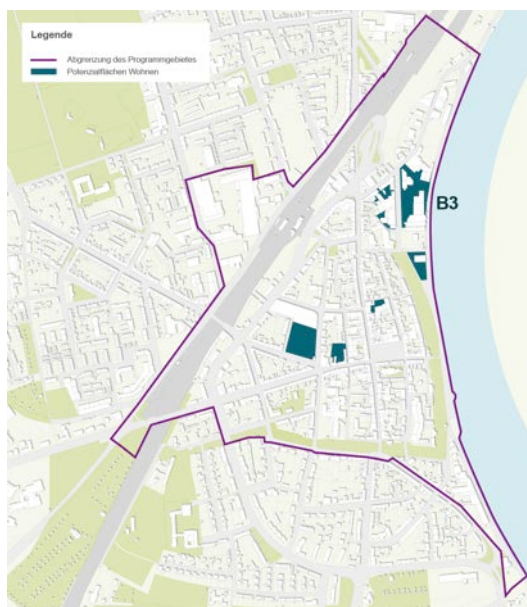 Legende
Abgrenzung des Programmgebietes
Potenzialflächen Wohnen
B3